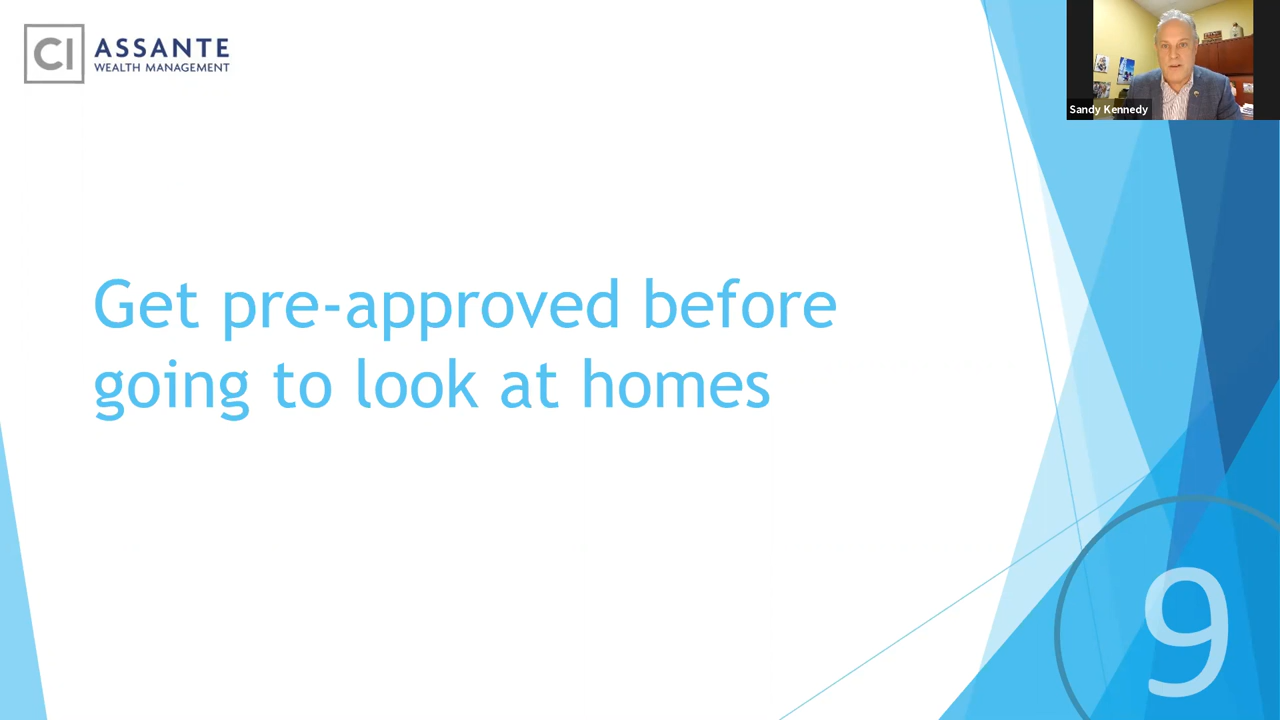 CI ASSANTE
WEALTH MANAGEMENT
Sandy Kennedy
Get pre-approved before
going to look at homes
9